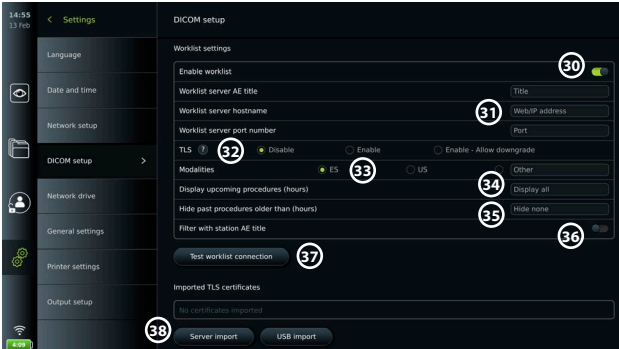 14:55
13 Feb
< Settings
DICOM setup
Language
Date and time
Network setup
DICOM setup >
Network drive
General settings
Printer settings
Output setup
4:09
Worklist settings
Enable worklist 30
Worklist server AE title Title
Worklist server hostname 31 Web/IP address
Worklist server port number Port
TLS ? 32 Disable Enable Enable - Allow downgrade
Modalities ES 33 US Other
Display upcoming procedures (hours) 34 Display all
Hide past procedures older than (hours) 35 Hide none
Filter with station AE title 36
Test worklist connection 37
Imported TLS certificates
No certificates imported
38 Server import USB import